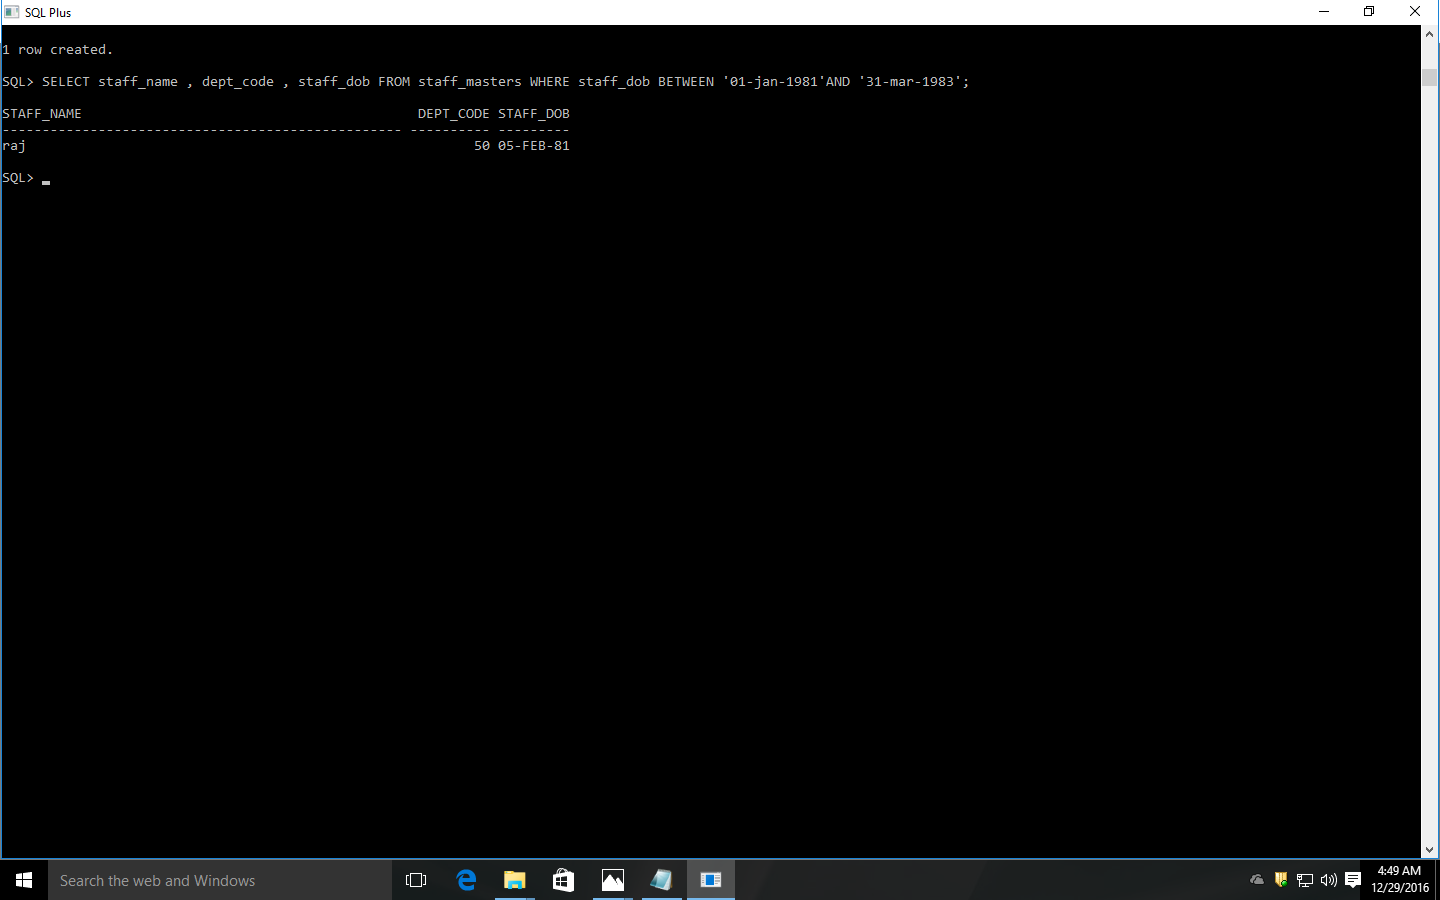 SQL Plus
1 row created.
SQL> SELECT staff_name , dept_code , staff_dob FROM staff_masters WHERE staff_dob BETWEEN '01-jan-1981'AND '31-mar-1983';
STAFF_NAME                                          DEPT_CODE STAFF_DOB
-------------------------------------------------- ---------- ---------
raj                                                        50 05-FEB-81
SQL> _
Search the web and Windows
4:49 AM
12/29/2016